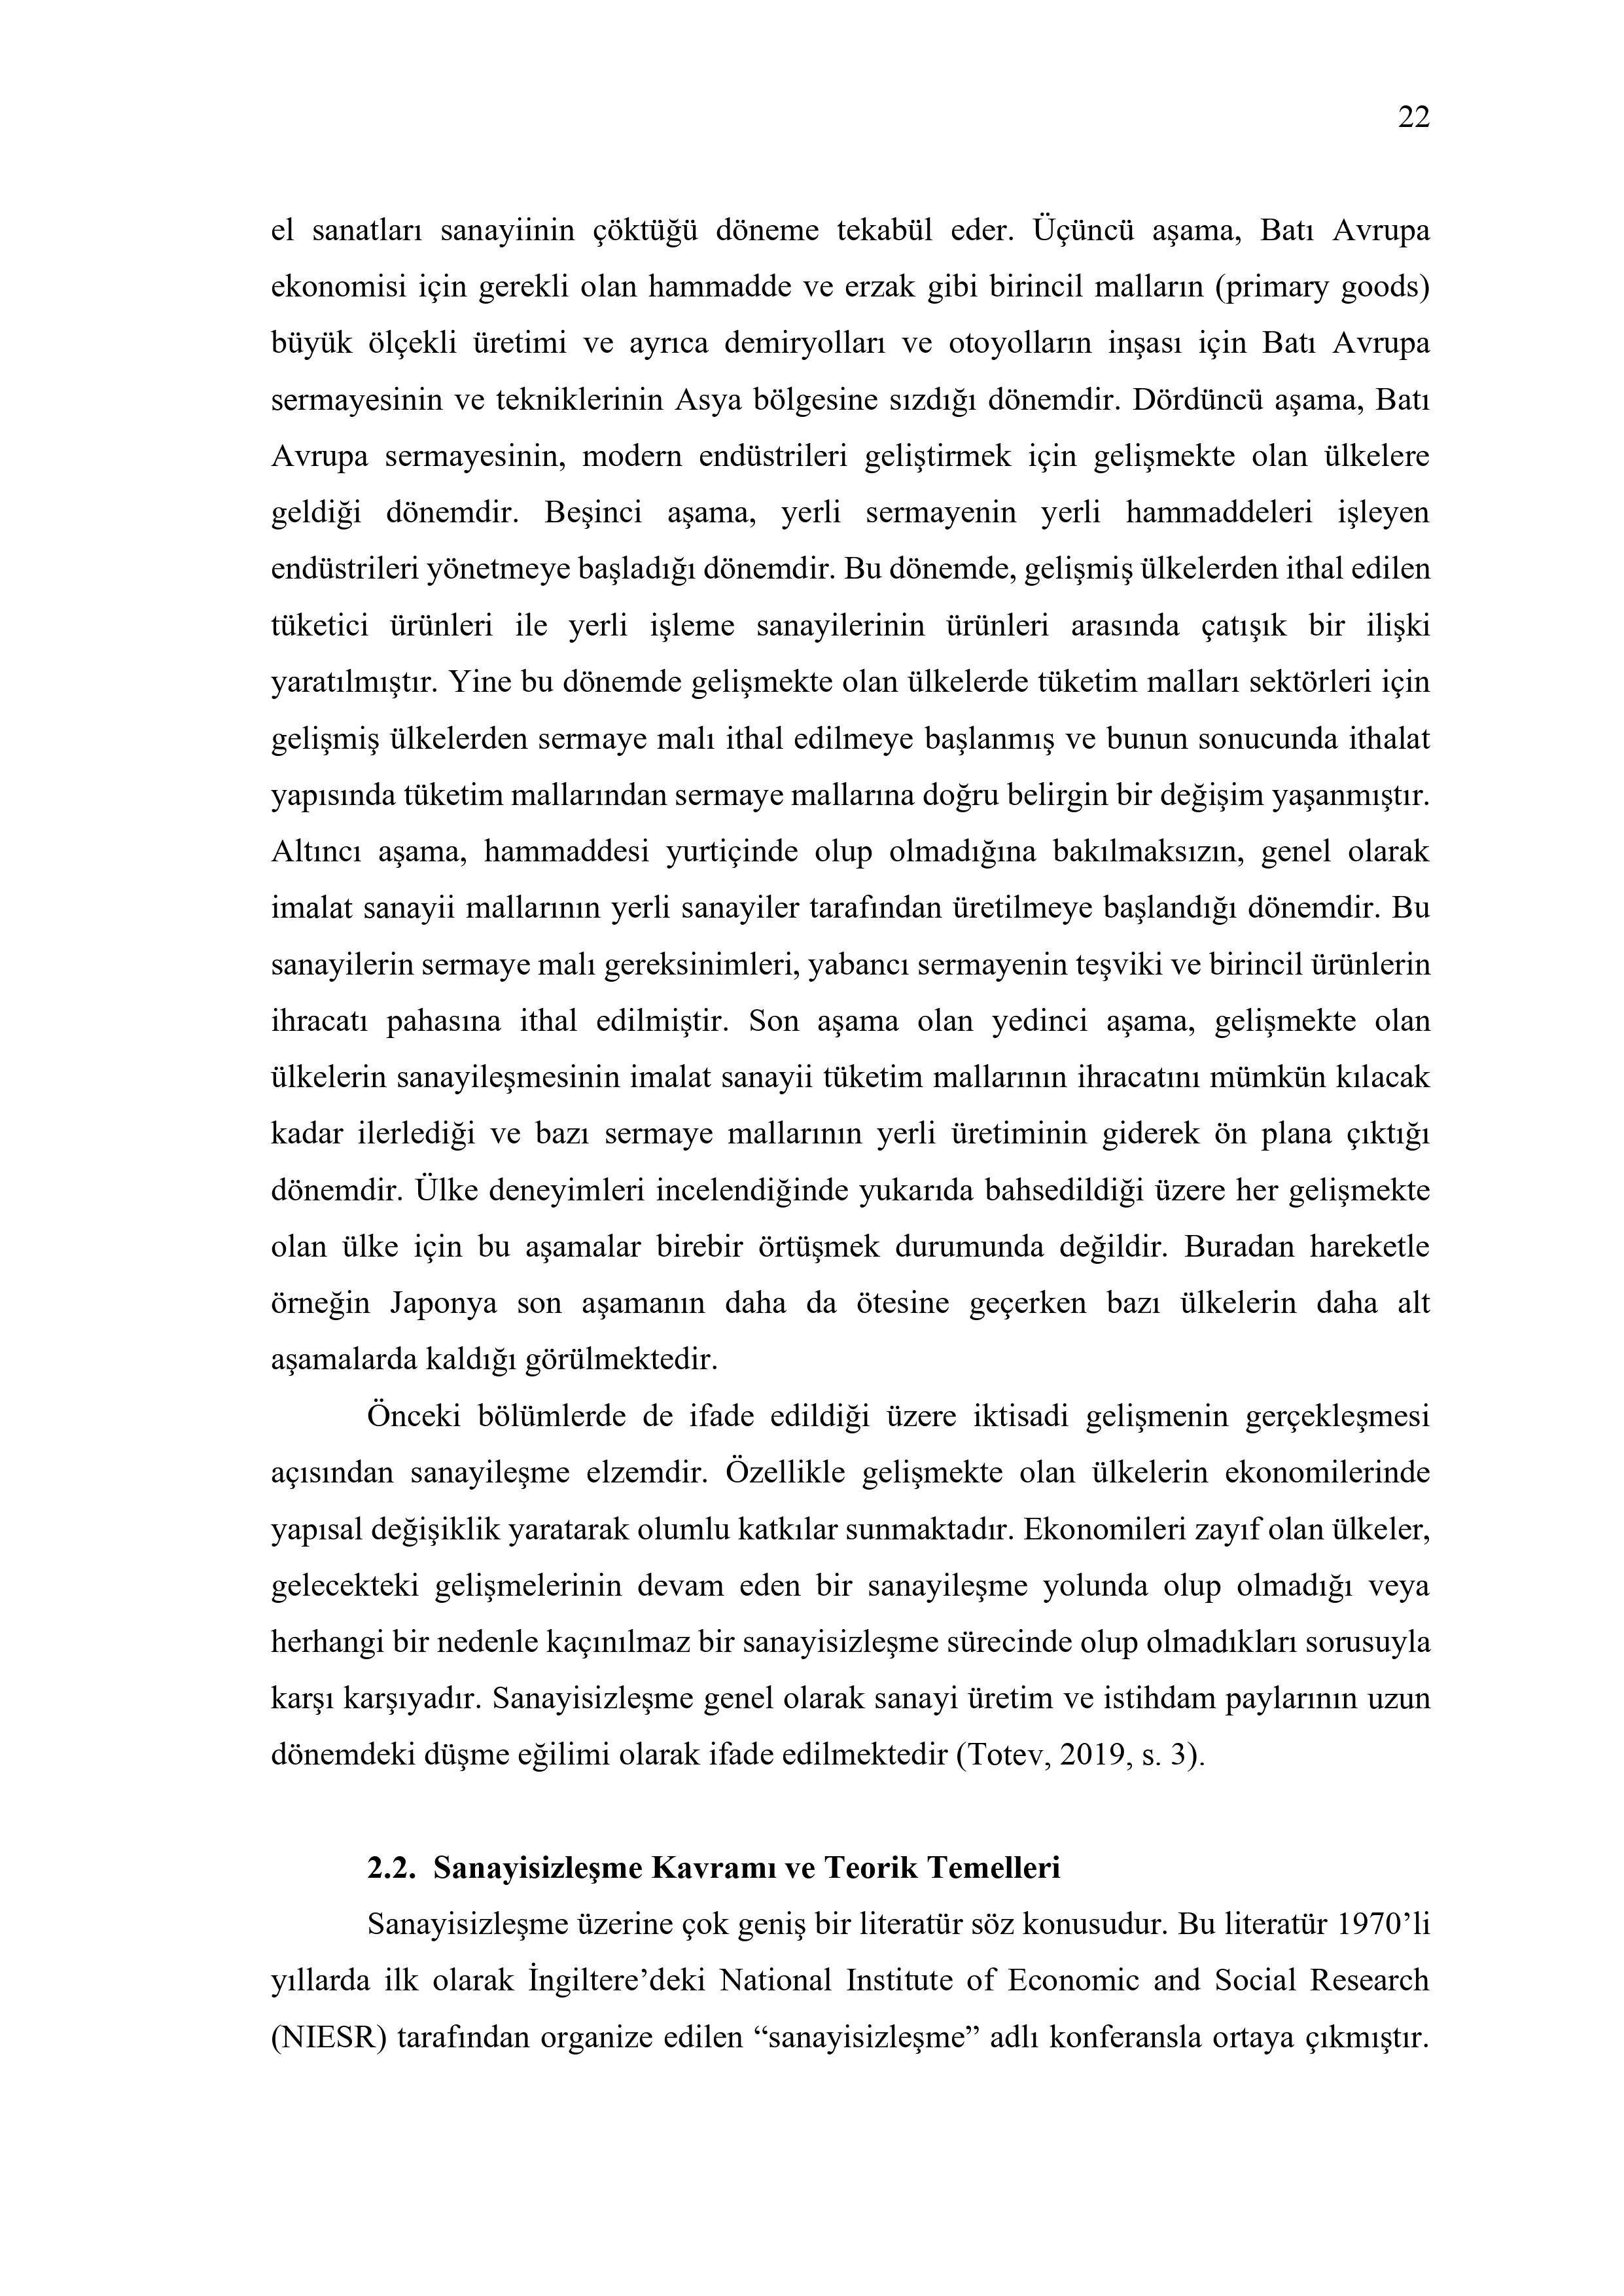 22
el sanatları sanayiinin çöktüğü döneme tekabül eder. Üçüncü aşama, Batı Avrupa
ekonomisi için gerekli olan hammadde ve erzak gibi birincil malların (primary goods)
büyük ölçekli üretimi ve ayrıca demiryolları ve otoyolların inşası için Batı Avrupa
sermayesinin ve tekniklerinin Asya bölgesine sızdığı dönemdir. Dördüncü aşama, Batı
Avrupa sermayesinin, modern endüstrileri geliştirmek için gelişmekte olan ülkelere
geldiği dönemdir. Beşinci aşama, yerli sermayenin yerli hammaddeleri işleyen
endüstrileri yönetmeye başladığı dönemdir. Bu dönemde, gelişmiş ülkelerden ithal edilen
tüketici ürünleri ile yerli işleme sanayilerinin ürünleri arasında çatışık bir ilişki
yaratılmıştır. Yine bu dönemde gelişmekte olan ülkelerde tüketim malları sektörleri için
gelişmiş ülkelerden sermaye malı ithal edilmeye başlanmış ve bunun sonucunda ithalat
yapısında tüketim mallarından sermaye mallarına doğru belirgin bir değişim yaşanmıştır.
Altıncı aşama, hammaddesi yurtiçinde olup olmadığına bakılmaksızın, genel olarak
imalat sanayii mallarının yerli sanayiler tarafından üretilmeye başlandığı dönemdir. Bu
sanayilerin sermaye malı gereksinimleri, yabancı sermayenin teşviki ve birincil ürünlerin
ihracatı pahasına ithal edilmiştir. Son aşama olan yedinci aşama, gelişmekte olan
ülkelerin sanayileşmesinin imalat sanayii tüketim mallarının ihracatını mümkün kılacak
kadar ilerlediği ve bazı sermaye mallarının yerli üretiminin giderek ön plana çıktığı
dönemdir. Ülke deneyimleri incelendiğinde yukarıda bahsedildiği üzere her gelişmekte
olan ülke için bu aşamalar birebir örtüşmek durumunda değildir. Buradan hareketle
örneğin Japonya son aşamanın daha da ötesine geçerken bazı ülkelerin daha alt
aşamalarda kaldığı görülmektedir.
Önceki bölümlerde de ifade edildiği üzere iktisadi gelişmenin gerçekleşmesi
açısından sanayileşme elzemdir. Özellikle gelişmekte olan ülkelerin ekonomilerinde
yapısal değişiklik yaratarak olumlu katkılar sunmaktadır. Ekonomileri zayıf olan ülkeler,
gelecekteki gelişmelerinin devam eden bir sanayileşme yolunda olup olmadığı veya
herhangi bir nedenle kaçınılmaz bir sanayisizleşme sürecinde olup olmadıkları sorusuyla
karşı karşıyadır. Sanayisizleşme genel olarak sanayi üretim ve istihdam paylarının uzun
dönemdeki düşme eğilimi olarak ifade edilmektedir (Totev, 2019, s. 3).
2.2. Sanayisizleşme Kavramı ve Teorik Temelleri
Sanayisizleşme üzerine çok geniş bir literatür söz konusudur. Bu literatür 1970’li
yıllarda ilk olarak İngiltere’deki National Institute of Economic and Social Research
(NIESR) tarafından organize edilen “sanayisizleşme” adlı konferansla ortaya çıkmıştır.